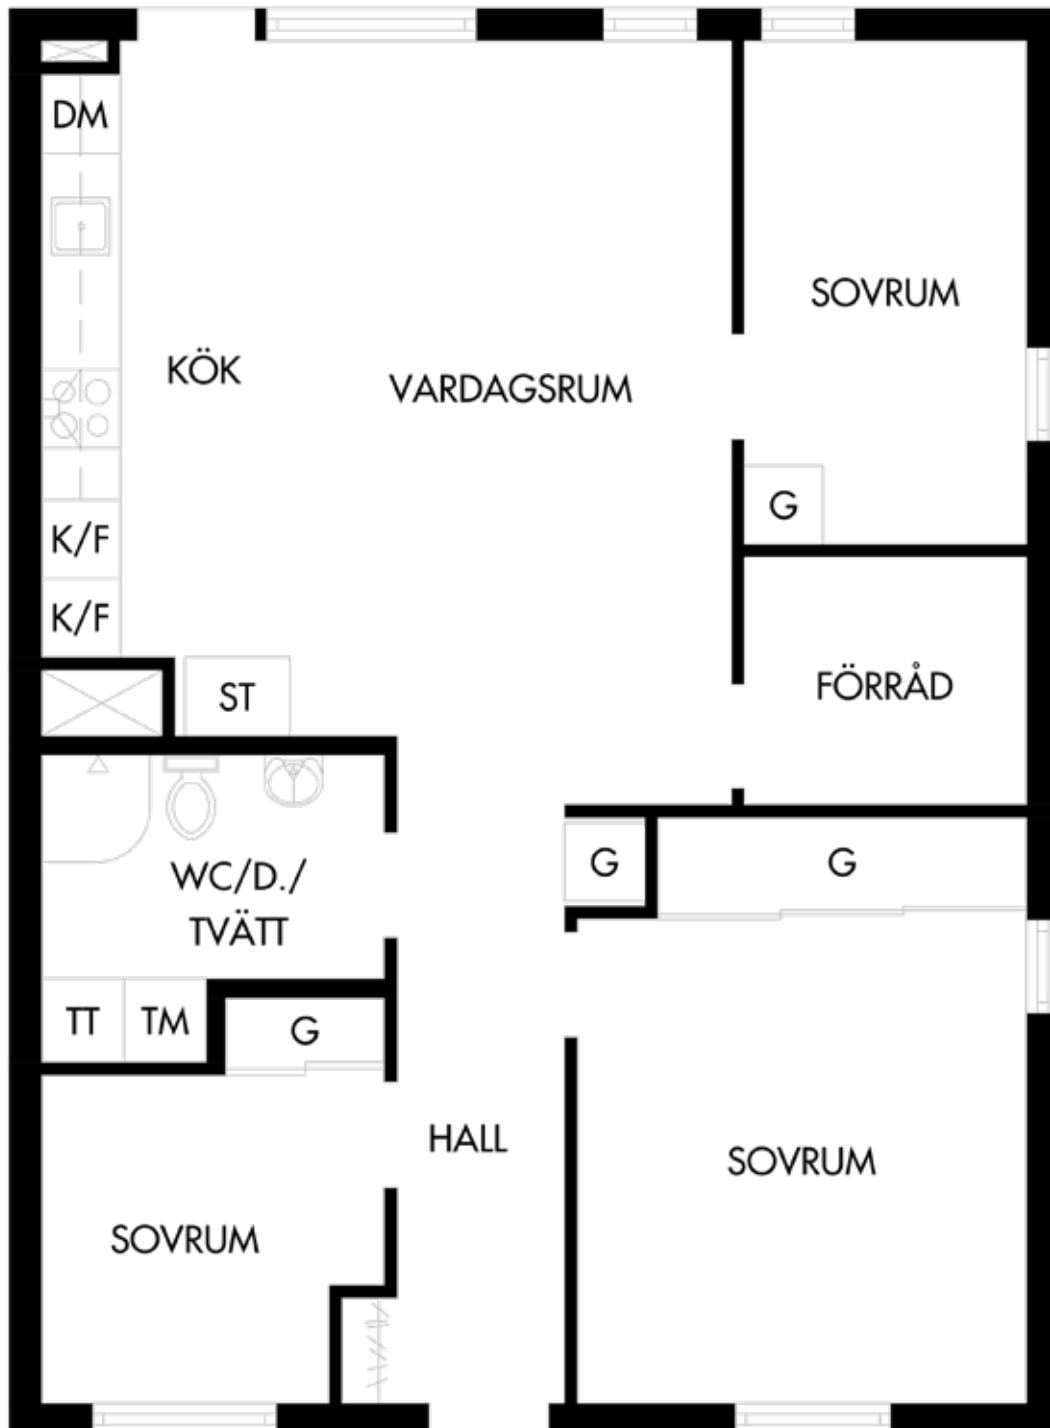 DM
SOVRUM
KÖK
VARDAGSRUM
G
K/F
K/F
ST
FÖRRÅD
WC/D./
TVÄTT
G
G
TT
TM
G
HALL
SOVRUM
SOVRUM